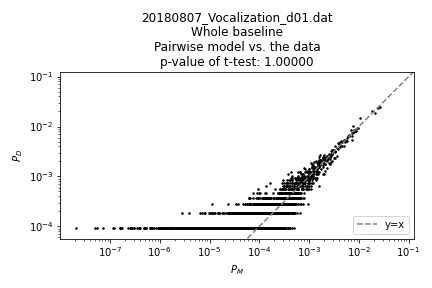 20180807_Vocalization_d01.dat
Whole baseline
Pairwise model vs. the data
p-value of t-test: 1.00000
10⁻¹
10⁻²
10⁻³
10⁻⁴
P_D
y=x
10⁻⁷ 10⁻⁶ 10⁻⁵ 10⁻⁴ 10⁻³ 10⁻² 10⁻¹
P_M